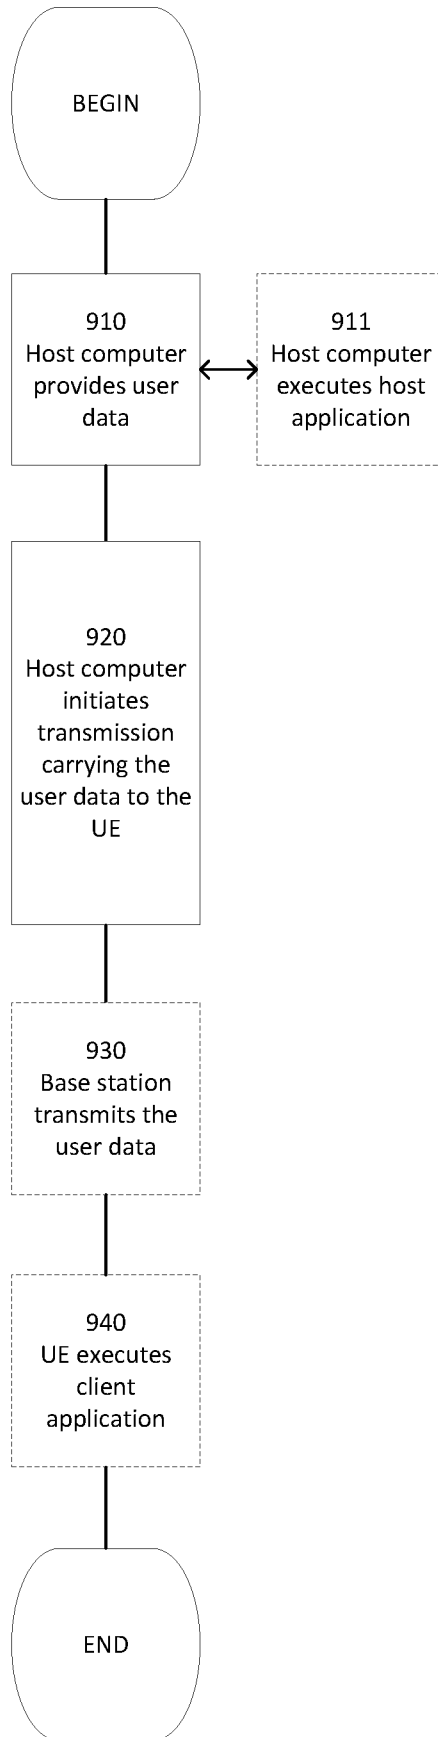 BEGIN
910
Host computer
provides user
data
911
Host computer
executes host
application
920
Host computer
initiates
transmission
carrying the
user data to the
UE
930
Base station
transmits the
user data
940
UE executes
client
application
END